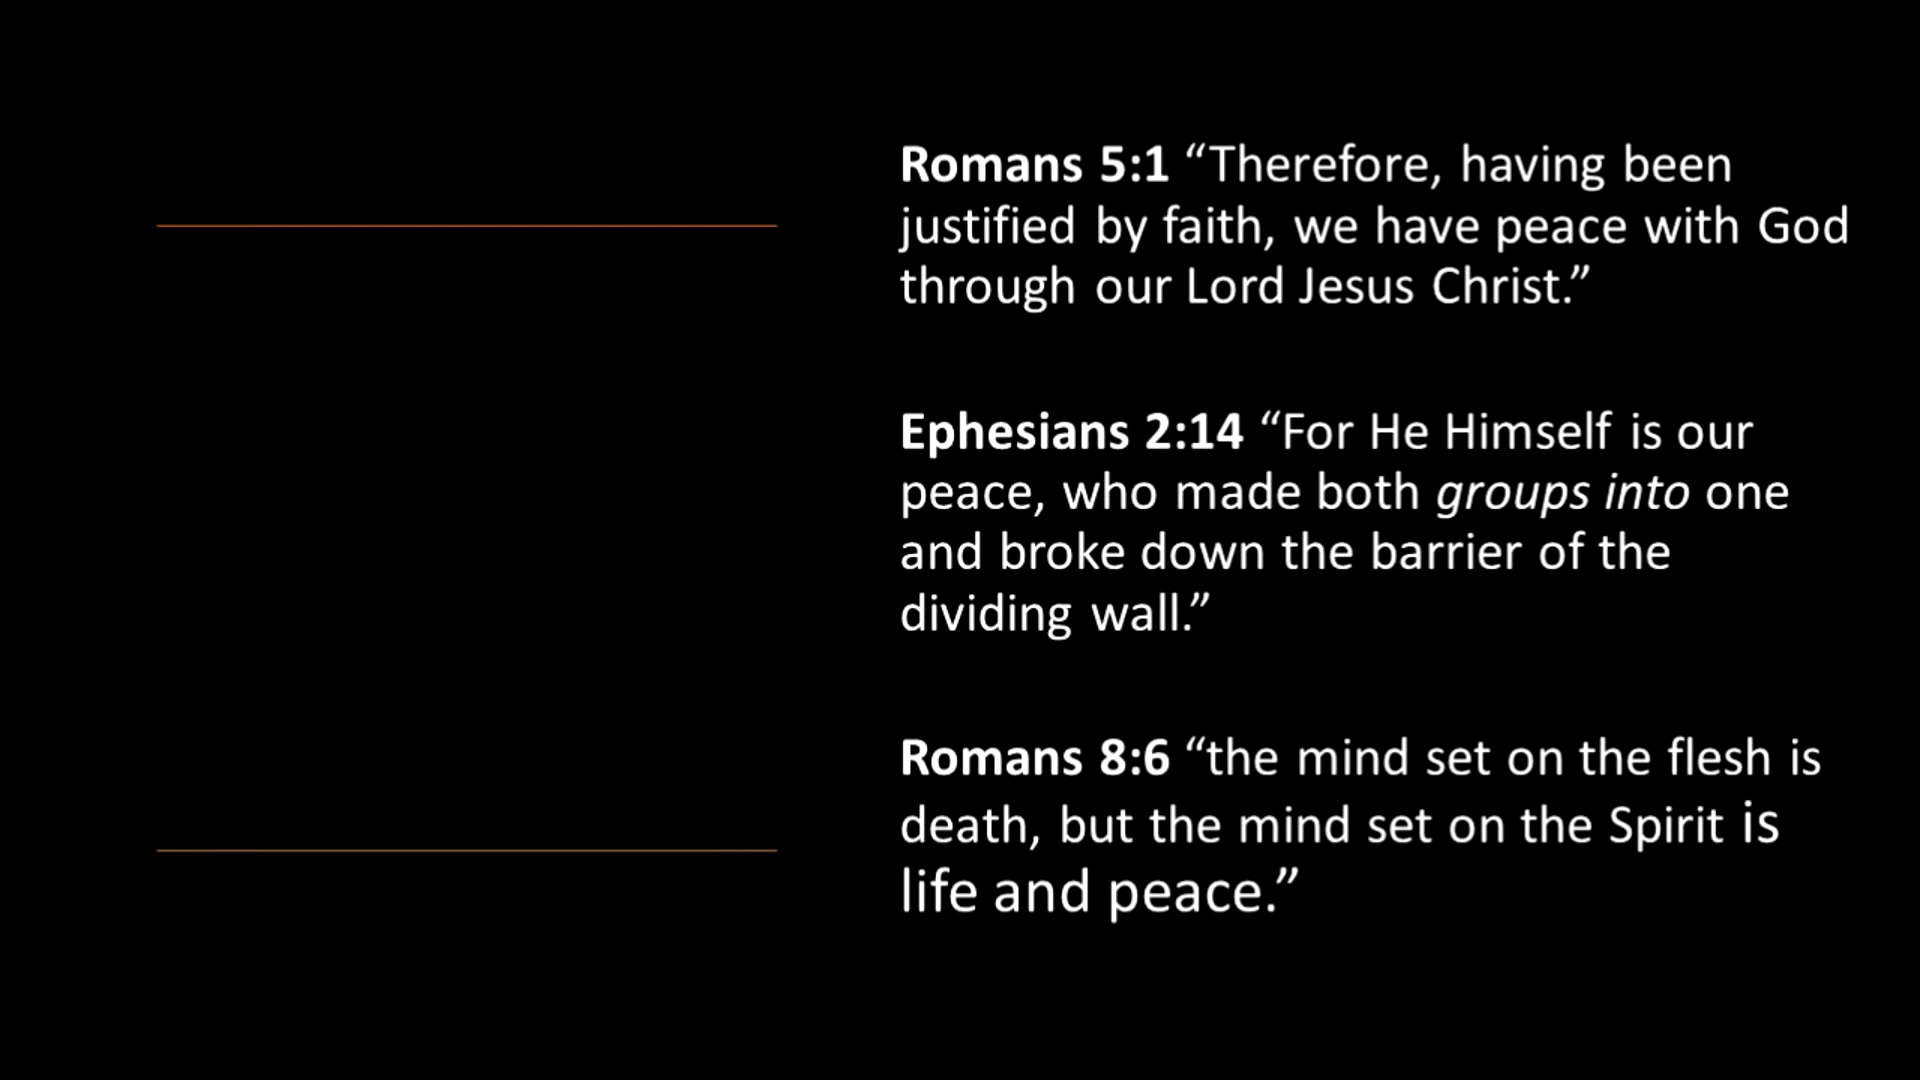 Romans 5:1 “Therefore, having been
justified by faith, we have peace with God
through our Lord Jesus Christ.”
Ephesians 2:14 “For He Himself is our
peace, who made both groups into one
and broke down the barrier of the
dividing wall.”
Romans 8:6 “the mind set on the flesh is
death, but the mind set on the Spirit is
life and peace.”